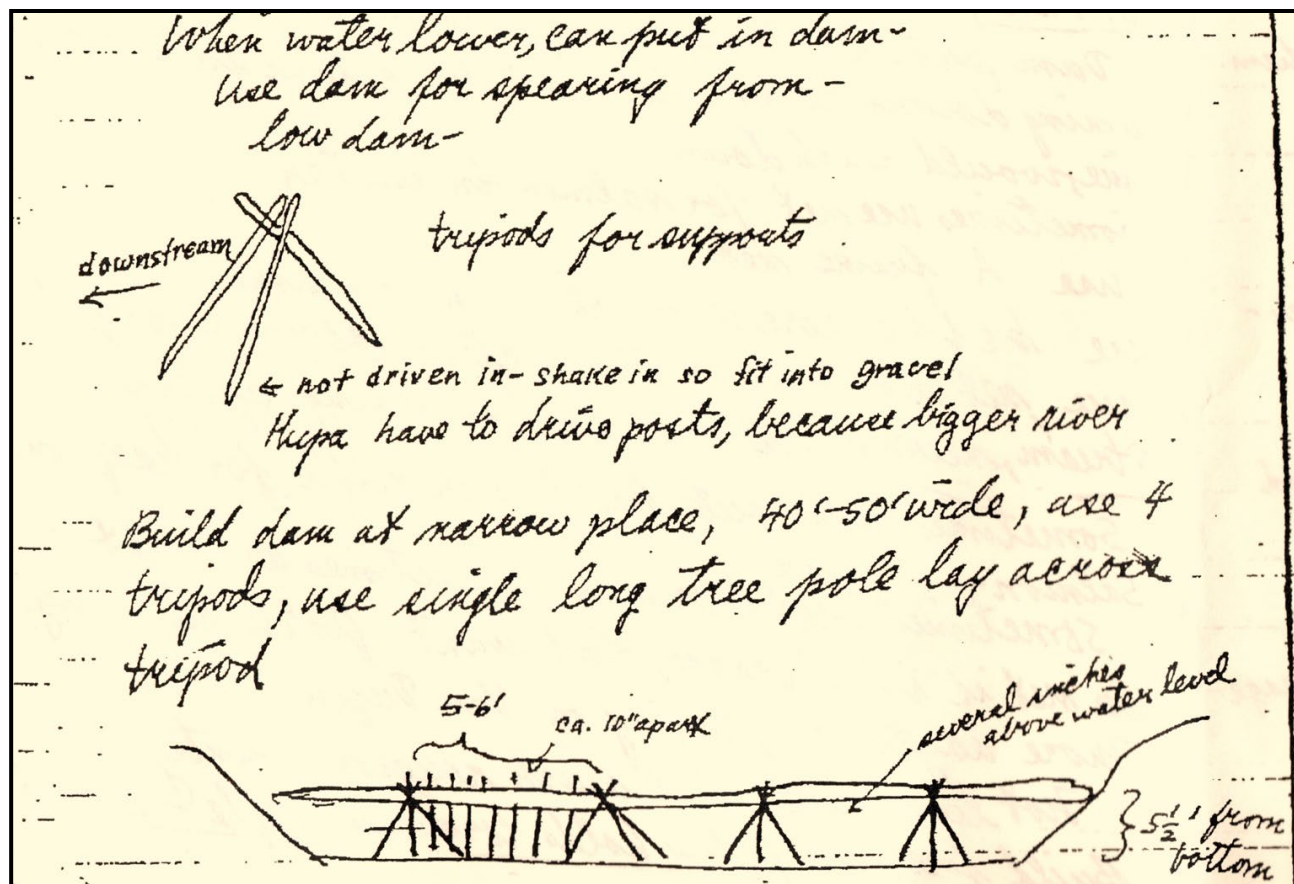 When water lower, can put in dam-
use dam for spearing from-
low dam-
downstream
tripods for supports
← not driven in- shake in so fit into gravel
Hupa have to drive posts, because bigger river
Build dam at narrow place, 40'-50' wide, use 4
tripods, use single long tree pole lay across
tripod
5-6'
ca. 10" apart
several inches
above water level
5 1/2' from
bottom